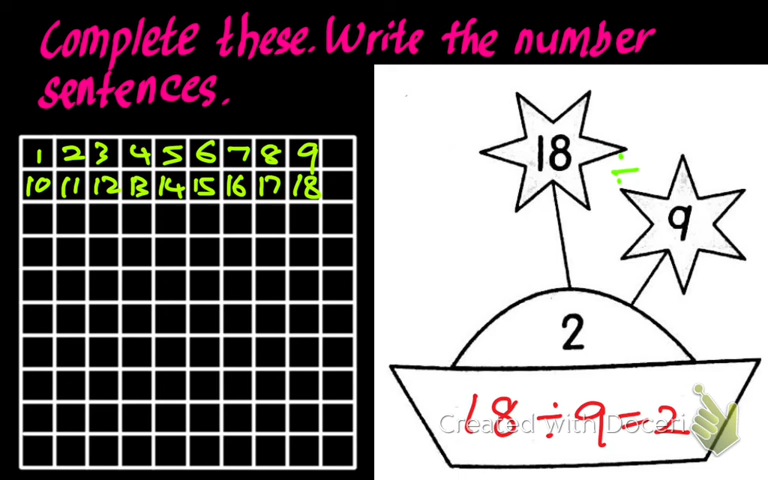 Complete these. Write the number
sentences.
1 2 3 4 5 6 7 8 9
10 11 12 13 14 15 16 17 18
18
÷
9
2
18 ÷ 9 = 2
Created with Doceri